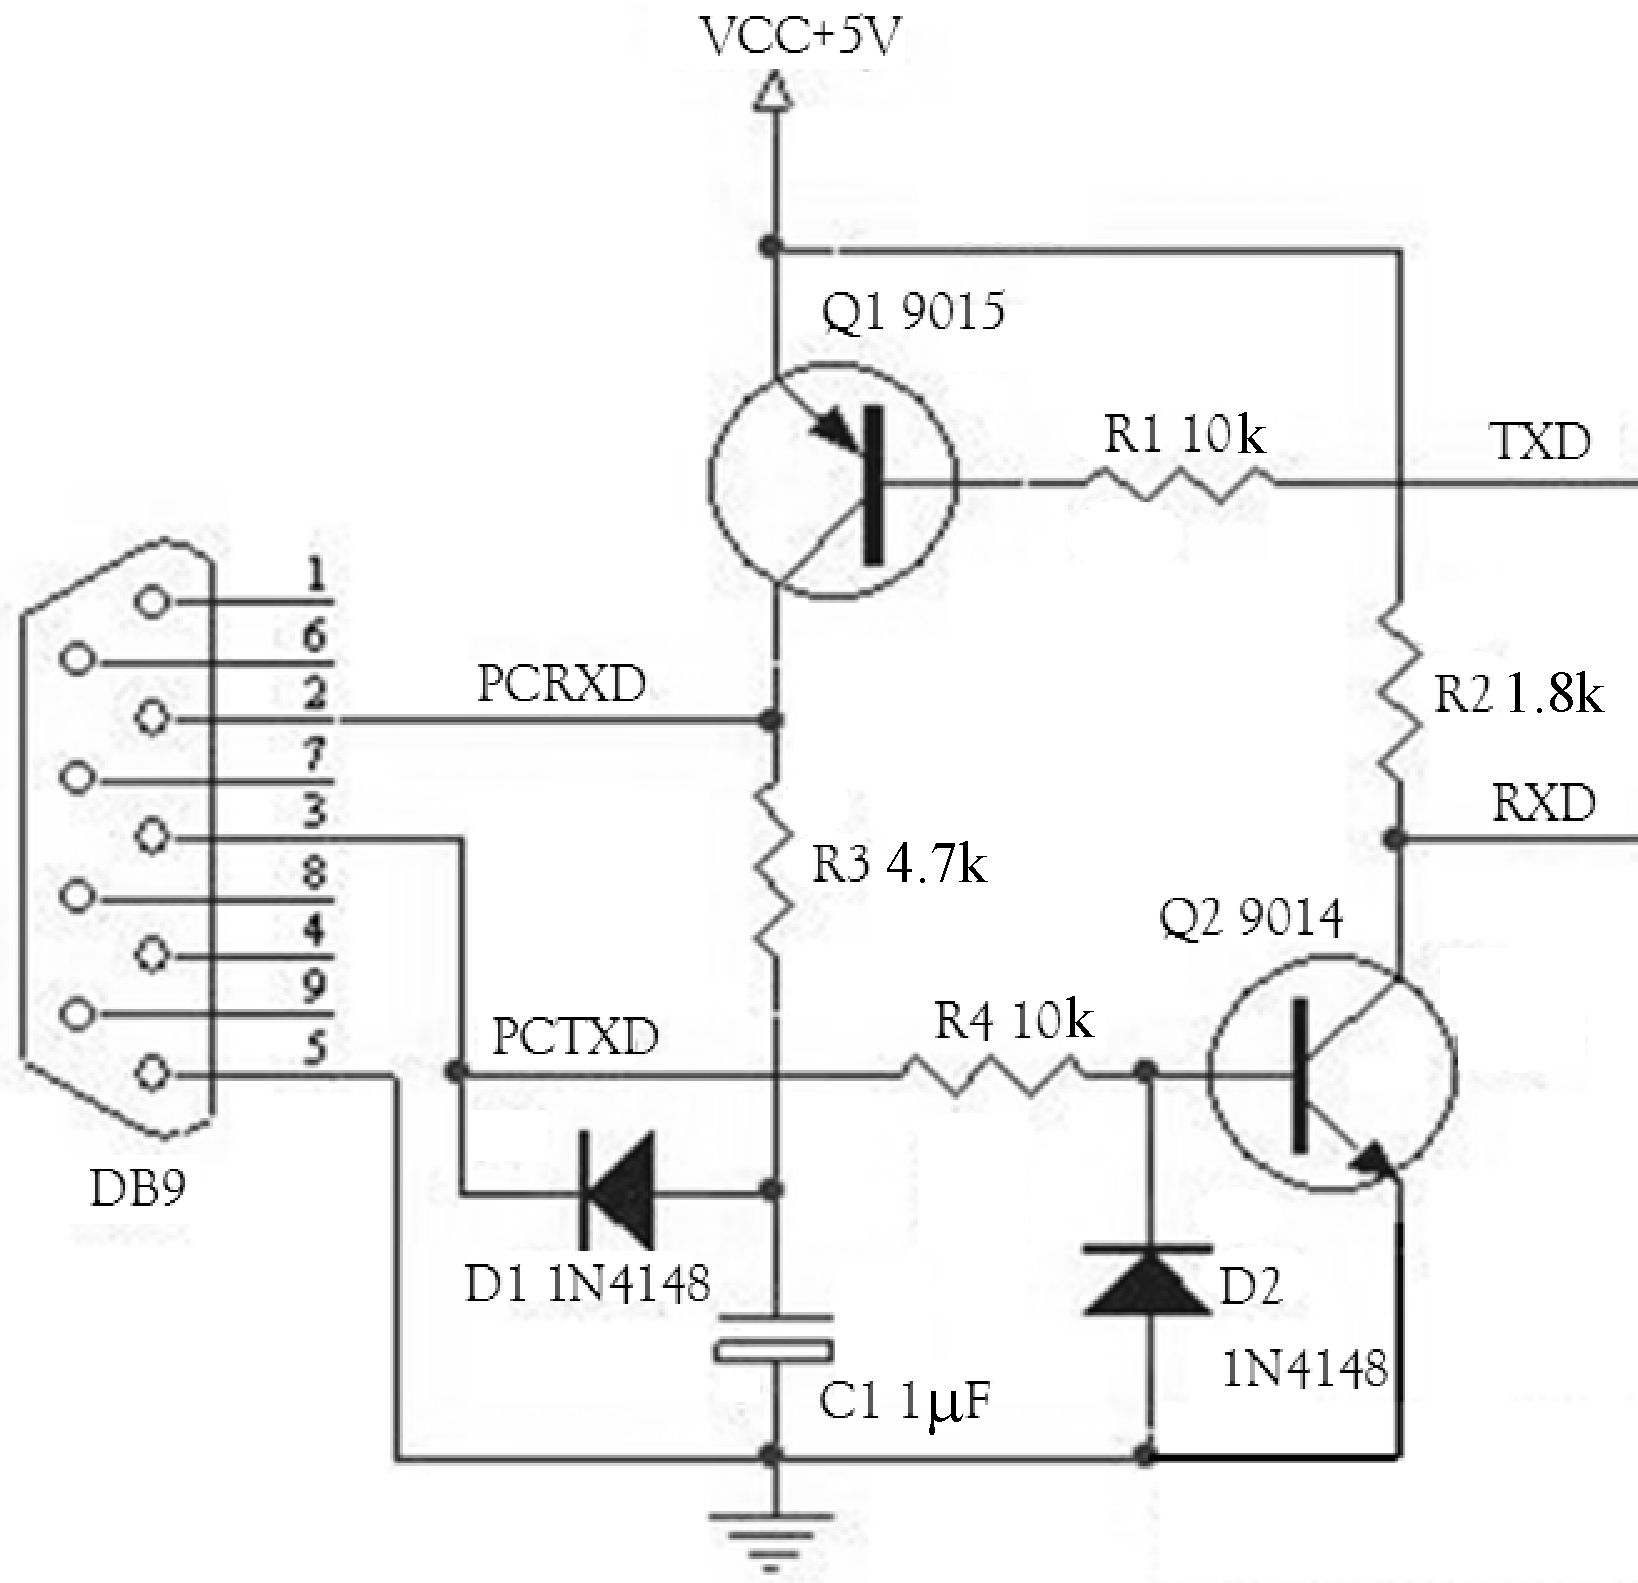 VCC+5V
Q1 9015
R1 10k
TXD
1
6
2
PCRXD
R2 1.8k
7
3
RXD
R3 4.7k
8
Q2 9014
4
9
R4 10k
5
PCTXD
DB9
D1 1N4148
D2
1N4148
C1 1μF